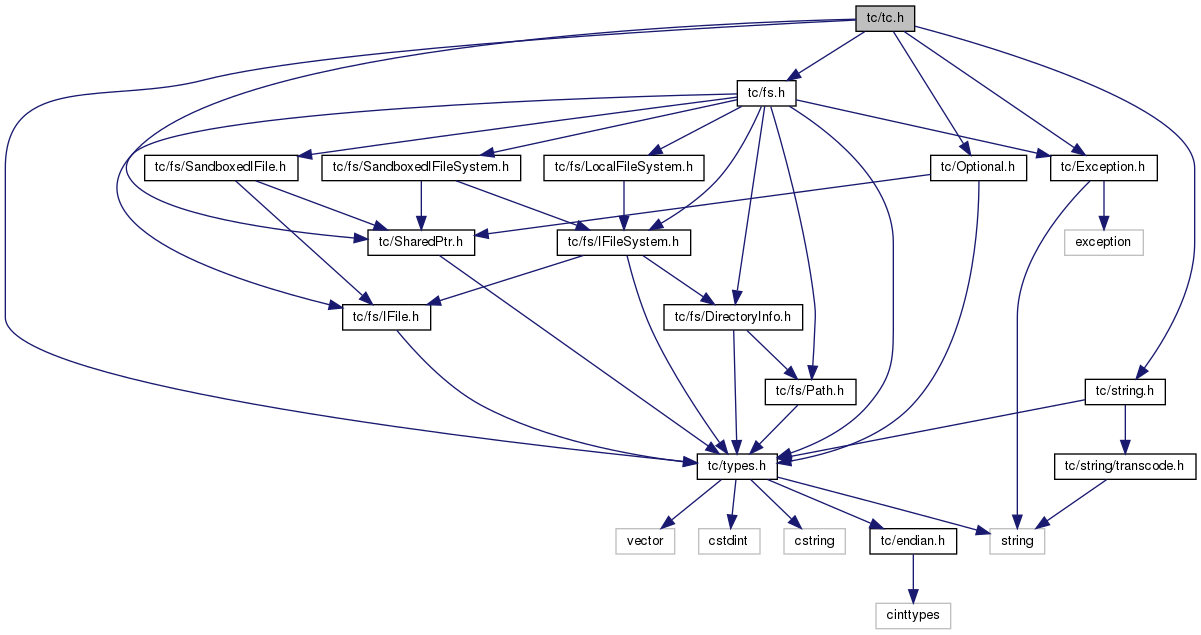 tc/tc.h
tc/fs.h
tc/fs/SandboxedIFile.h
tc/fs/SandboxedIFileSystem.h
tc/fs/LocalFileSystem.h
tc/Optional.h
tc/Exception.h
tc/SharedPtr.h
tc/fs/IFileSystem.h
exception
tc/fs/IFile.h
tc/fs/DirectoryInfo.h
tc/fs/Path.h
tc/string.h
tc/types.h
tc/string/transcode.h
vector
cstdint
cstring
tc/endian.h
string
cinttypes